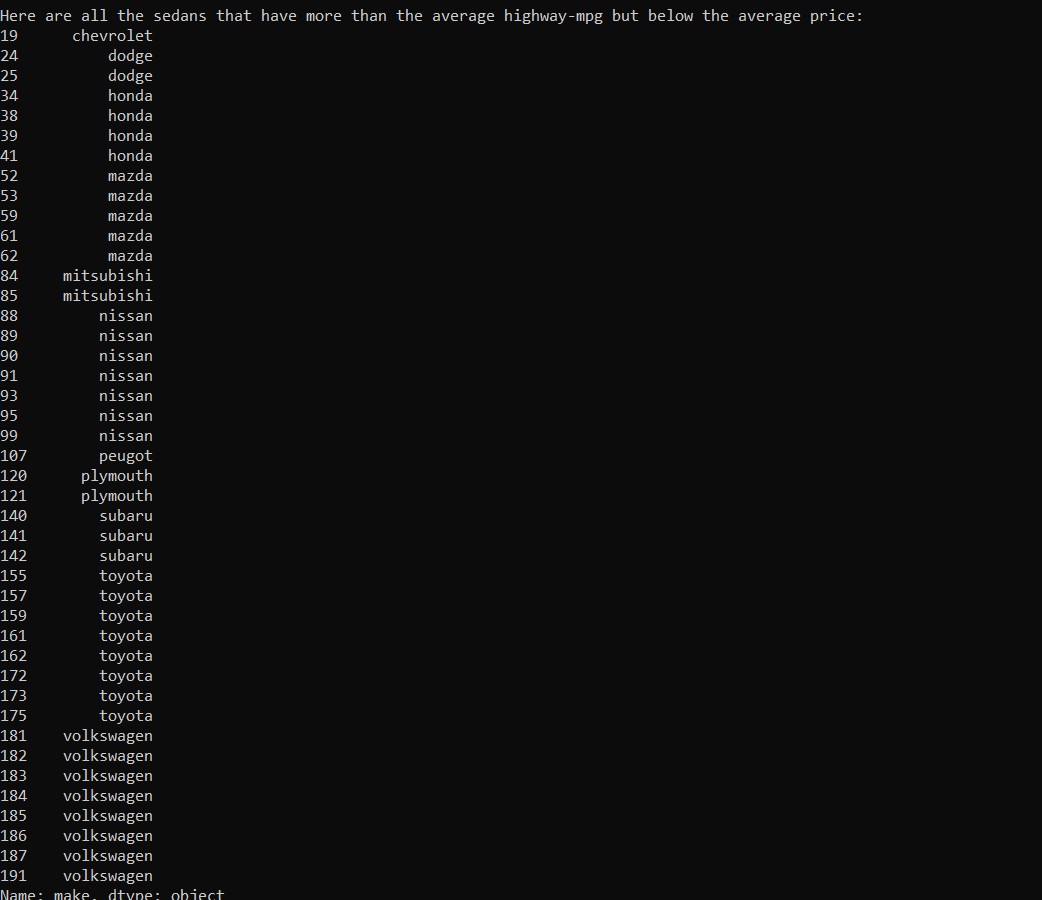 Here are all the sedans that have more than the average highway-mpg but below the average price:
19      chevrolet
24          dodge
25          dodge
34          honda
38          honda
39          honda
41          honda
52          mazda
53          mazda
59          mazda
61          mazda
62          mazda
84     mitsubishi
85     mitsubishi
88         nissan
89         nissan
90         nissan
91         nissan
93         nissan
95         nissan
99         nissan
107        peugot
120      plymouth
121      plymouth
140        subaru
141        subaru
142        subaru
155        toyota
157        toyota
159        toyota
161        toyota
162        toyota
172        toyota
173        toyota
175        toyota
181    volkswagen
182    volkswagen
183    volkswagen
184    volkswagen
185    volkswagen
186    volkswagen
187    volkswagen
191    volkswagen
Name: make, dtype: object